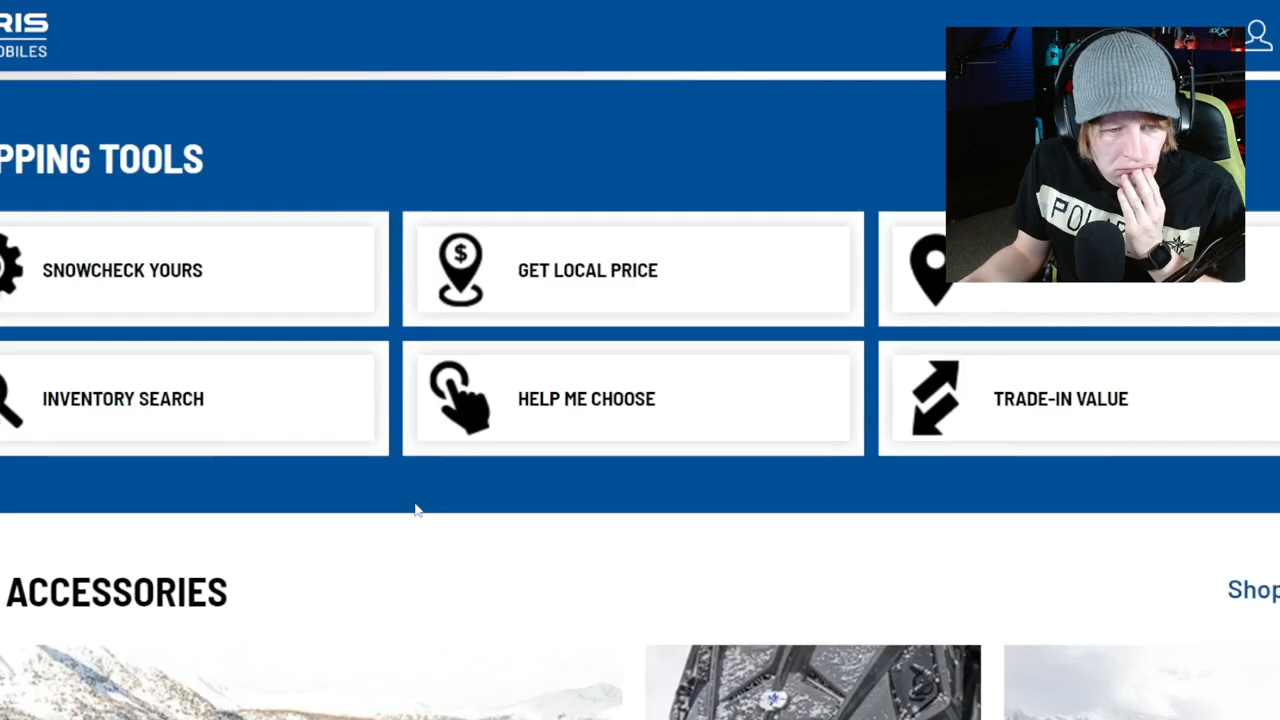 RIS
OBILES
PPING TOOLS
SNOWCHECK YOURS
GET LOCAL PRICE
INVENTORY SEARCH
HELP ME CHOOSE
TRADE-IN VALUE
ACCESSORIES
Shop